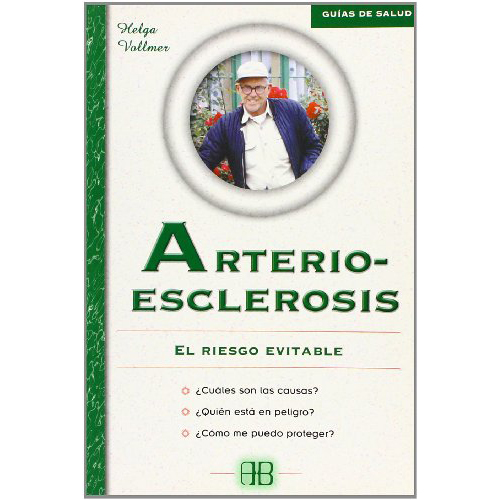 GUÍAS DE SALUD
Helga
Vollmer
ARTERIO-
ESCLEROSIS
EL RIESGO EVITABLE
¿Cuáles son las causas?
¿Quién está en peligro?
¿Cómo me puedo proteger?
AB